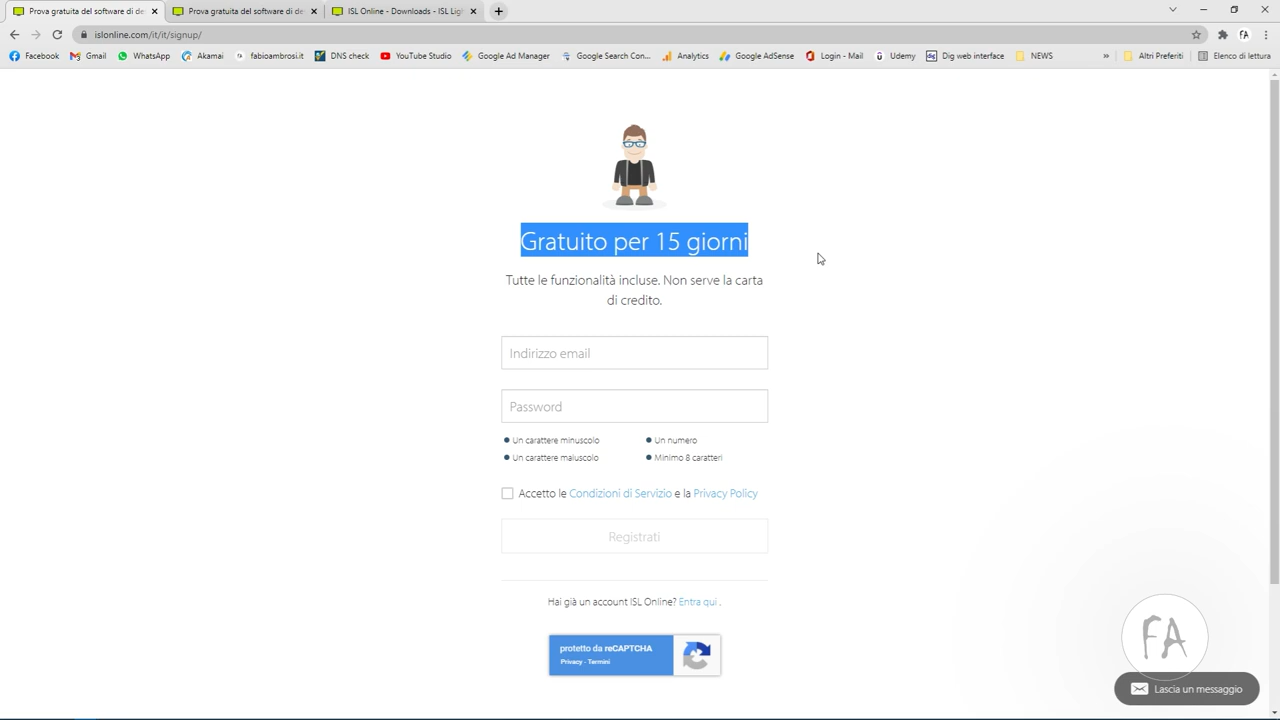 Prova gratuita del software di de
Prova gratuita del software di de
ISL Online - Downloads - ISL Ligh
islonline.com/it/it/signup/
FA
Facebook
Gmail
WhatsApp
Akamai
fabioambrosi.it
DNS check
YouTube Studio
Google Ad Manager
Google Search Con...
Analytics
Google AdSense
Login - Mail
Udemy
Dig web interface
NEWS
»
Altri Preferiti
Elenco di lettura
Gratuito per 15 giorni
Tutte le funzionalità incluse. Non serve la carta
di credito.
Indirizzo email
Password
Un carattere minuscolo
Un numero
Un carattere maiuscolo
Minimo 8 caratteri
Accetto le Condizioni di Servizio e la Privacy Policy
Registrati
Hai già un account ISL Online? Entra qui .
protetto da reCAPTCHA
Privacy - Termini
FA
Lascia un messaggio